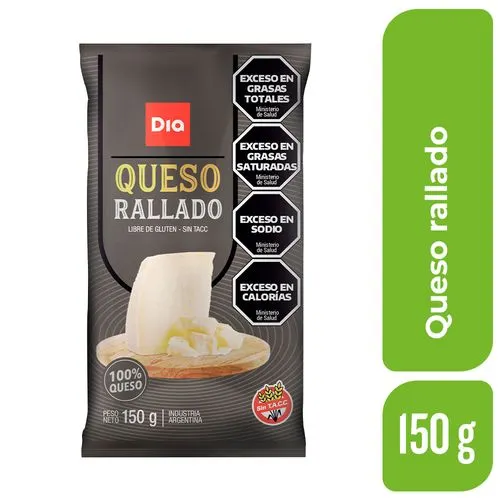 Dia
QUESO
RALLADO
LIBRE DE GLUTEN - SIN TACC
100%
QUESO
PESO
NETO 150 g
INDUSTRIA
ARGENTINA
Sin T.A.C.C.
EXCESO EN
GRASAS
TOTALES
Ministerio
de Salud
EXCESO EN
GRASAS
SATURADAS
Ministerio
de Salud
EXCESO EN
SODIO
Ministerio
de Salud
EXCESO EN
CALORÍAS
Ministerio
de Salud
Queso rallado
150 g